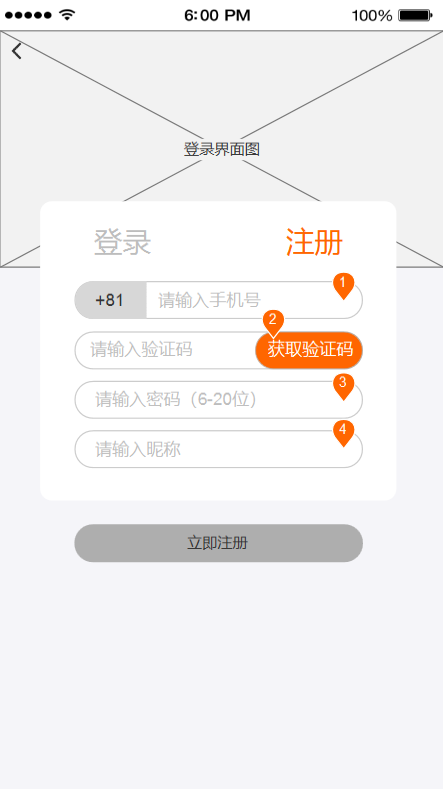 6:00 PM
100%
登录界面图
登录
注册
+81
请输入手机号
1
2
请输入验证码
获取验证码
请输入密码（6-20位）
3
请输入昵称
4
立即注册